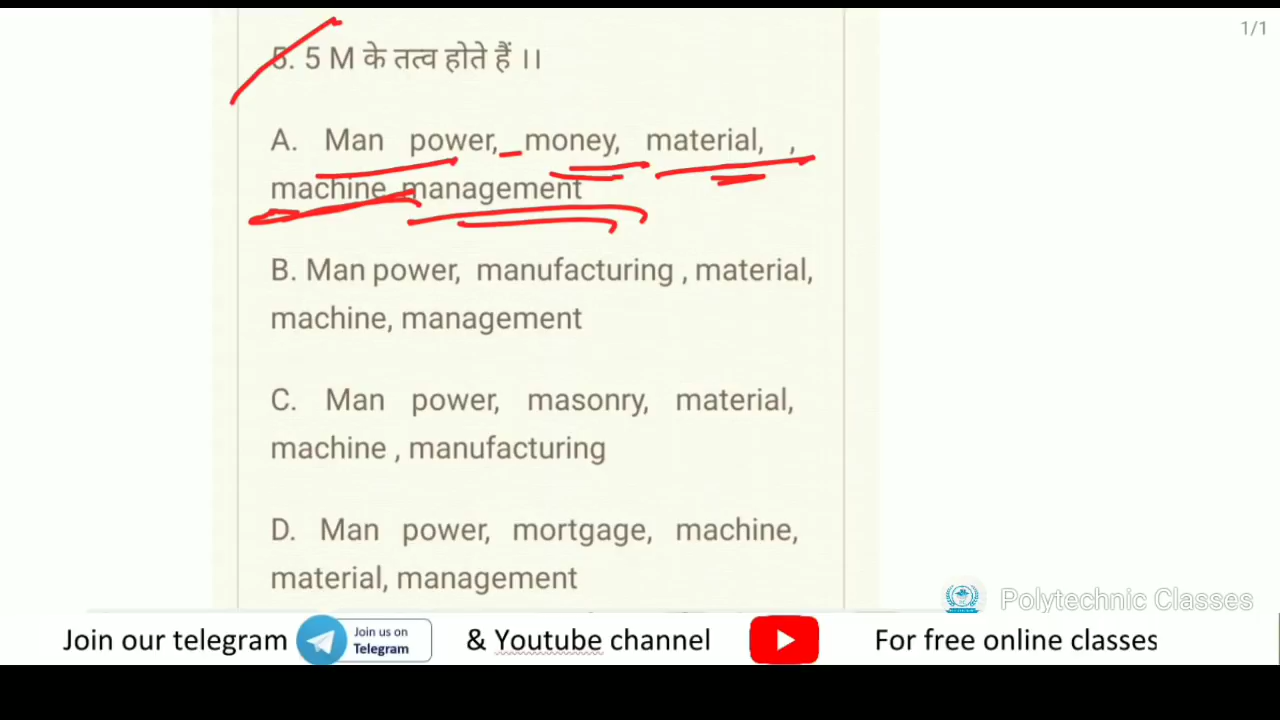 1/1
5. 5 M के तत्व होते हैं ।।
A. Man power, money, material, ,
machine management
B. Man power, manufacturing , material,
machine, management
C. Man power, masonry, material,
machine , manufacturing
D. Man power, mortgage, machine,
material, management
Polytechnic Classes
Join our telegram Join us on Telegram & Youtube channel For free online classes